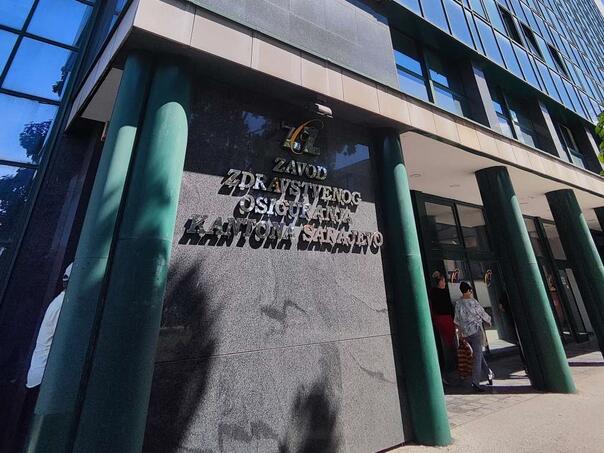 ZAVOD
ZDRAVSTVENOG
OSIGURANJA
KANTONA SARAJEVO